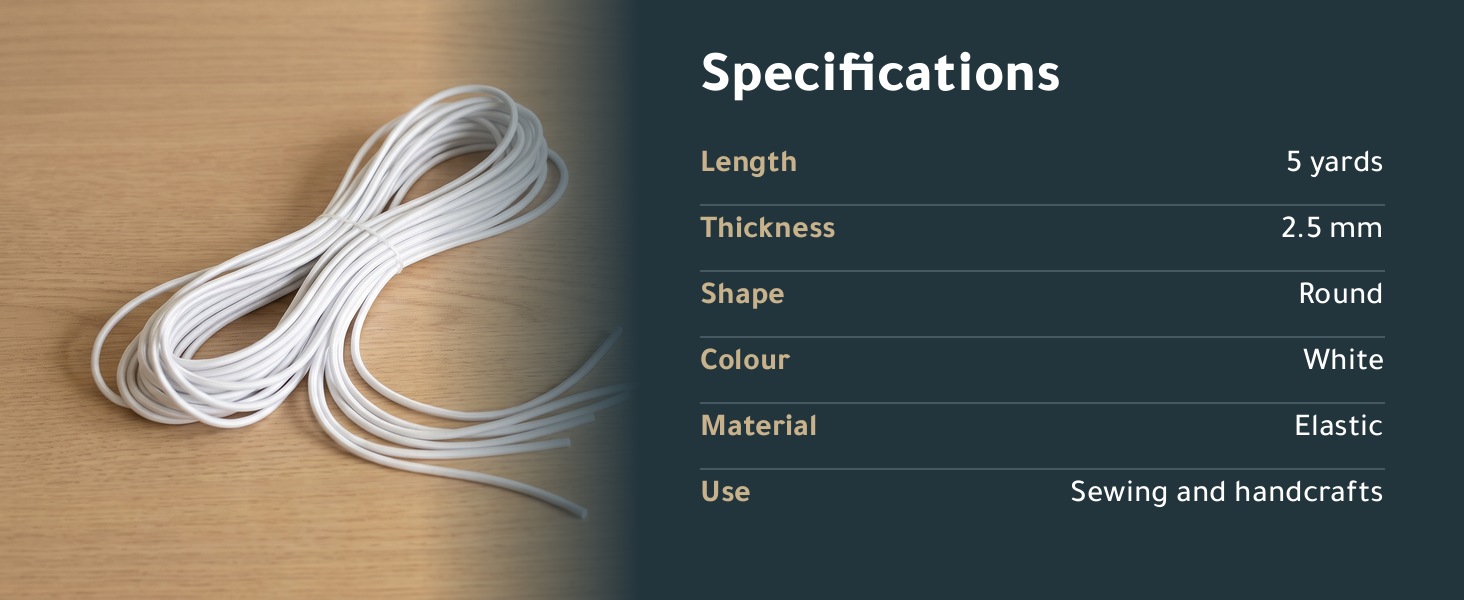 Specifications
Length 5 yards
Thickness 2.5 mm
Shape Round
Colour White
Material Elastic
Use Sewing and handcrafts